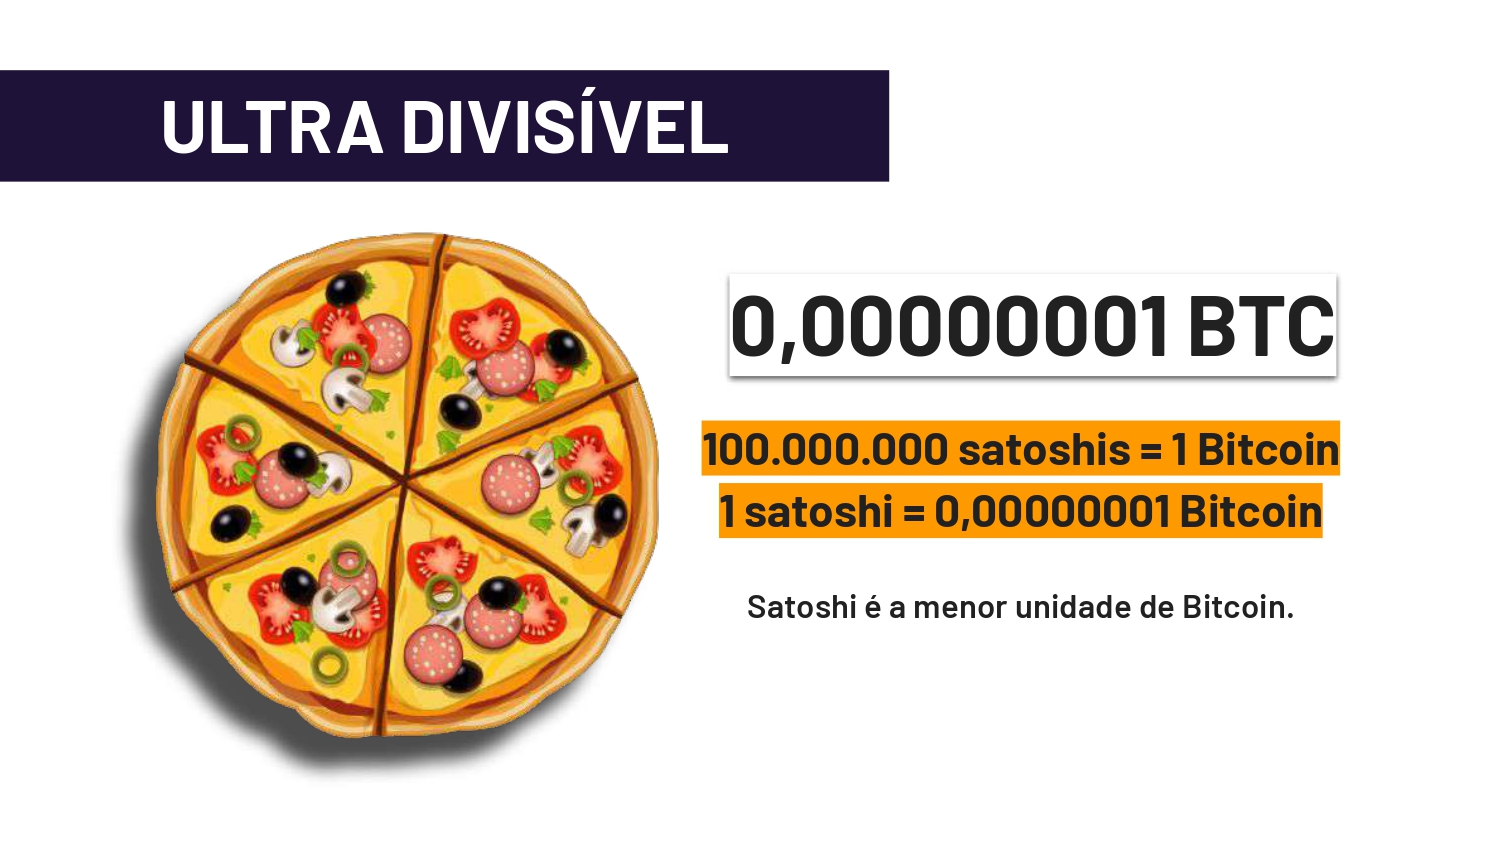 ULTRA DIVISÍVEL
0,00000001 BTC
100.000.000 satoshis = 1 Bitcoin
1 satoshi = 0,00000001 Bitcoin
Satoshi é a menor unidade de Bitcoin.